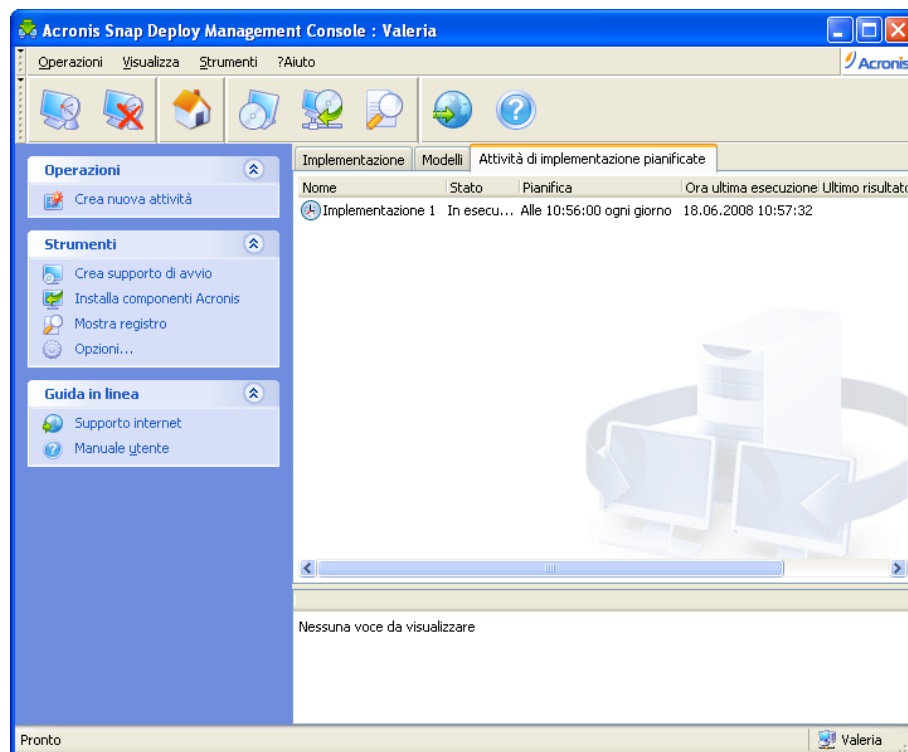 Acronis Snap Deploy Management Console : Valeria
Operazioni Visualizza Strumenti ?Aiuto
Acronis
Operazioni
Crea nuova attività
Strumenti
Crea supporto di avvio
Installa componenti Acronis
Mostra registro
Opzioni...
Guida in linea
Supporto internet
Manuale utente
Implementazione Modelli Attività di implementazione pianificate
Nome Stato Pianifica Ora ultima esecuzione Ultimo risultato
Implementazione 1 In esecu... Alle 10:56:00 ogni giorno 18.06.2008 10:57:32
Nessuna voce da visualizzare
Pronto Valeria